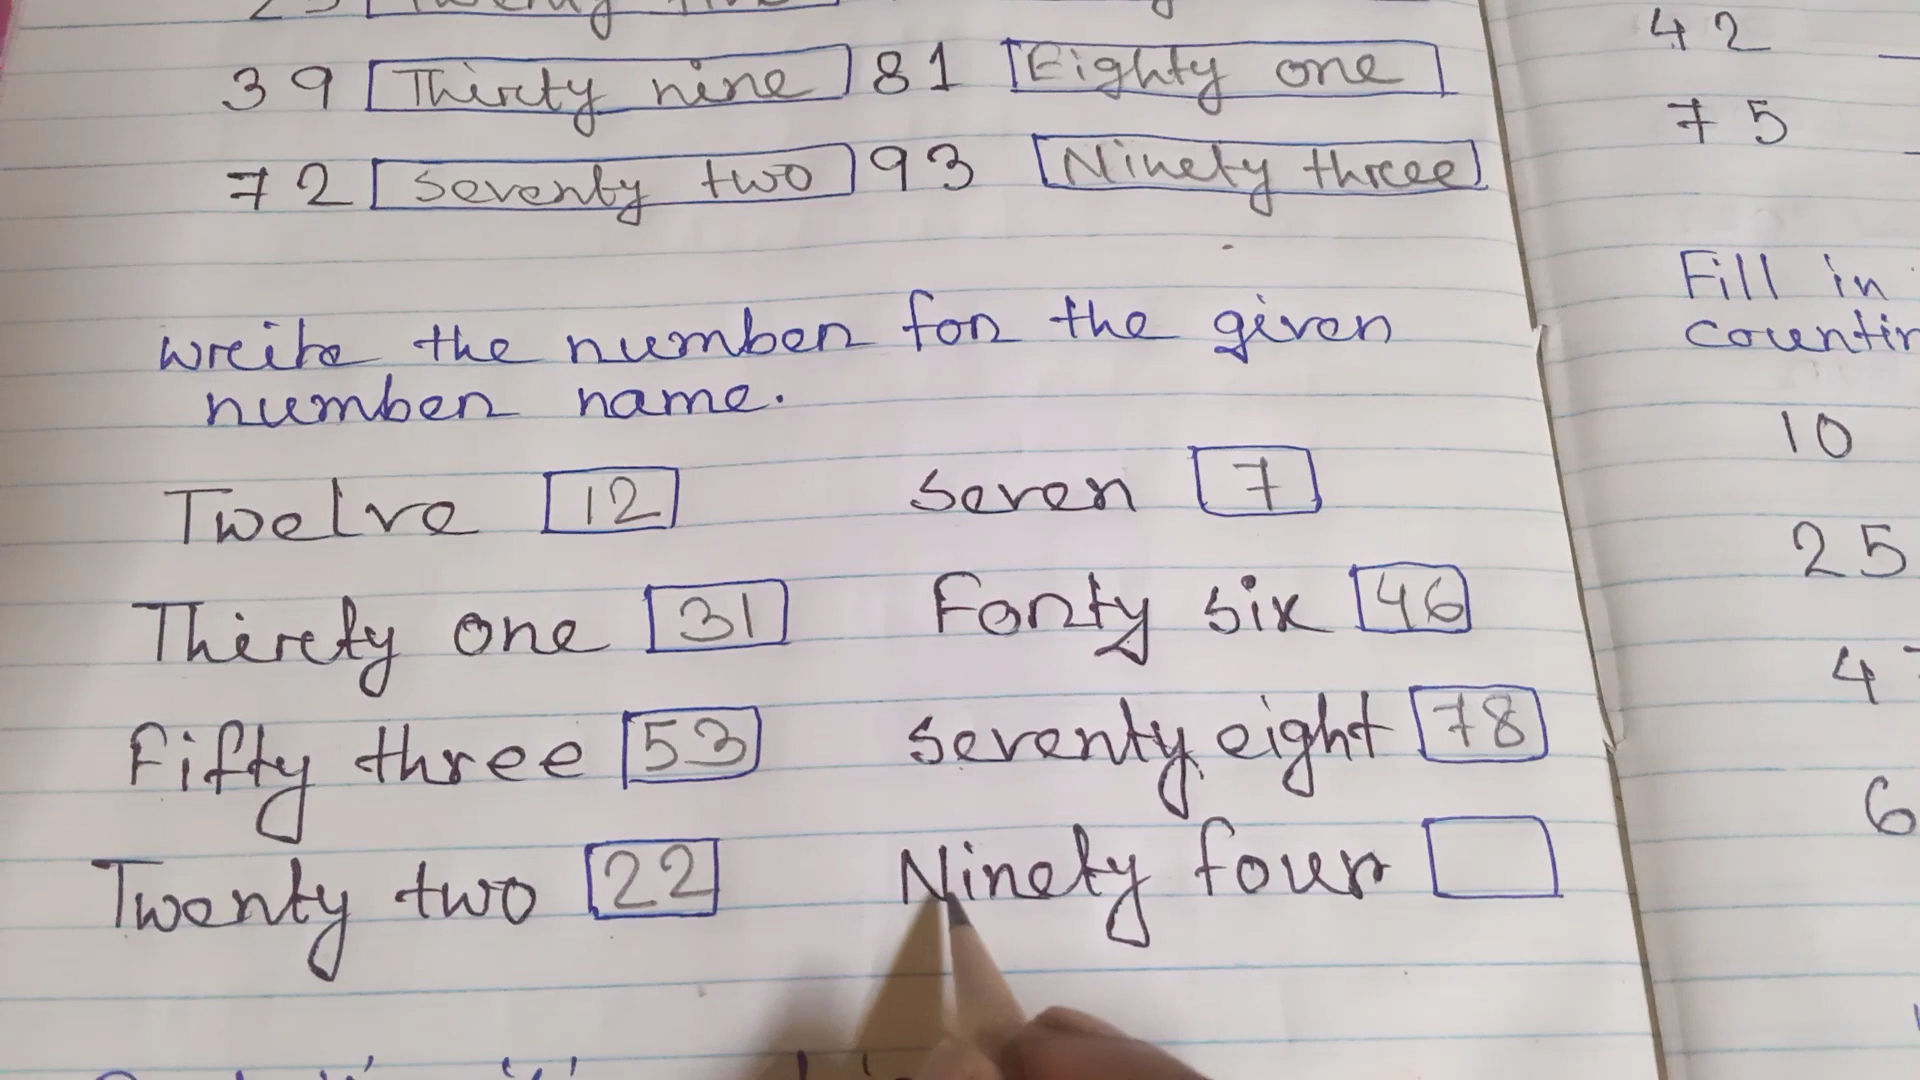 39 Thirty nine 81 Eighty one
72 Seventy two 93 Ninety three
Write the number for the given
number name.
Twelve 12 Seven 7
Thirty one 31 Forty six 46
Fifty three 53 Seventy eight 78
Twenty two 22 Ninety four
42
75
Fill in
10
25
4
6